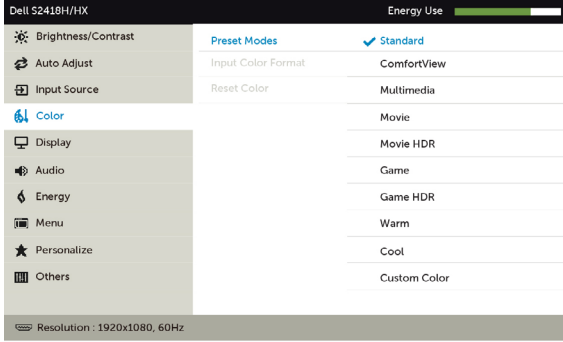 Dell S2418H/HX
Energy Use
Brightness/Contrast
Auto Adjust
Input Source
Color
Display
Audio
Energy
Menu
Personalize
Others
Preset Modes
Input Color Format
Reset Color
Standard
ComfortView
Multimedia
Movie
Movie HDR
Game
Game HDR
Warm
Cool
Custom Color
Resolution : 1920x1080, 60Hz